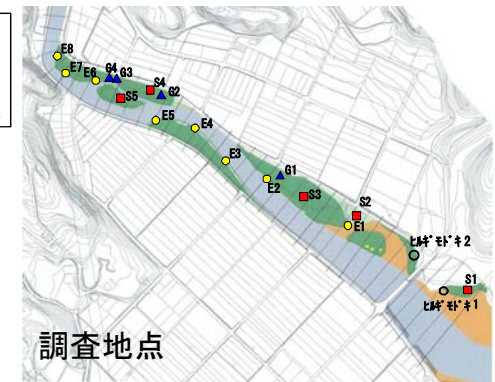 E8
E7
E6
G4
G3
S4
G2
S5
E5
E4
E3
G1
E2
S3
S2
E1
ﾋﾙｷﾞﾓﾄﾞｷ 2
S1
ﾋﾙｷﾞﾓﾄﾞｷ 1
調査地点